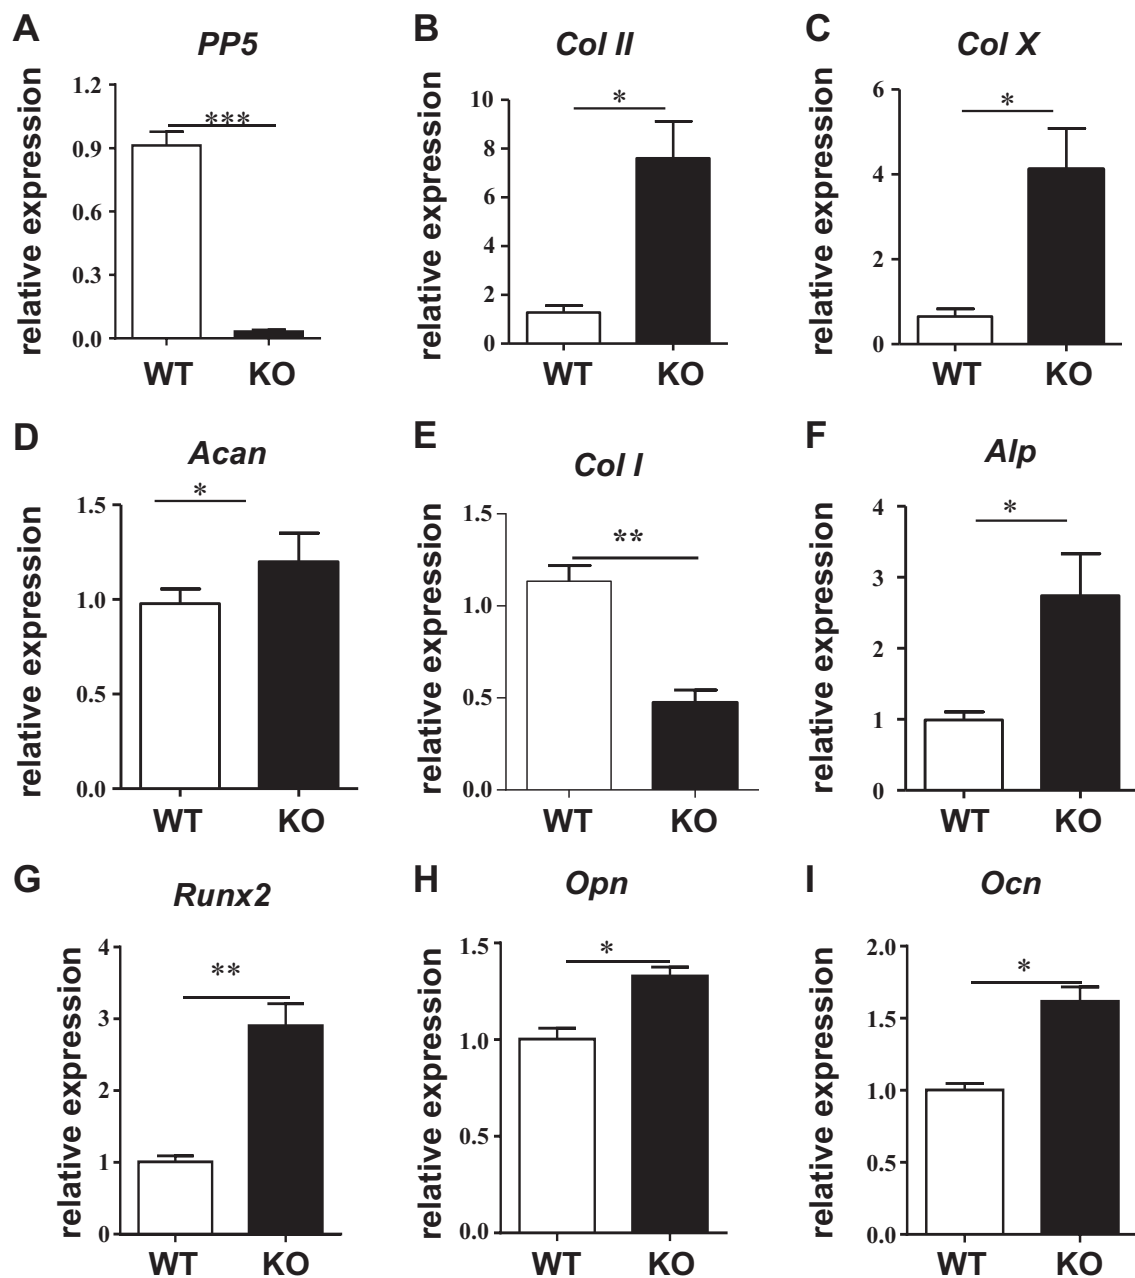 A
PP5
relative expression
1.2
0.9
0.6
0.3
0.0
***
WT KO
B
Col II
relative expression
10
8
6
4
2
0
*
WT KO
C
Col X
relative expression
6
4
2
0
*
WT KO
D
Acan
relative expression
1.5
1.0
0.5
0.0
*
WT KO
E
Col I
relative expression
1.5
1.0
0.5
0.0
**
WT KO
F
Alp
relative expression
4
3
2
1
0
*
WT KO
G
Runx2
relative expression
4
3
2
1
0
**
WT KO
H
Opn
relative expression
1.5
1.0
0.5
0.0
*
WT KO
I
Ocn
relative expression
2.0
1.5
1.0
0.5
0.0
*
WT KO